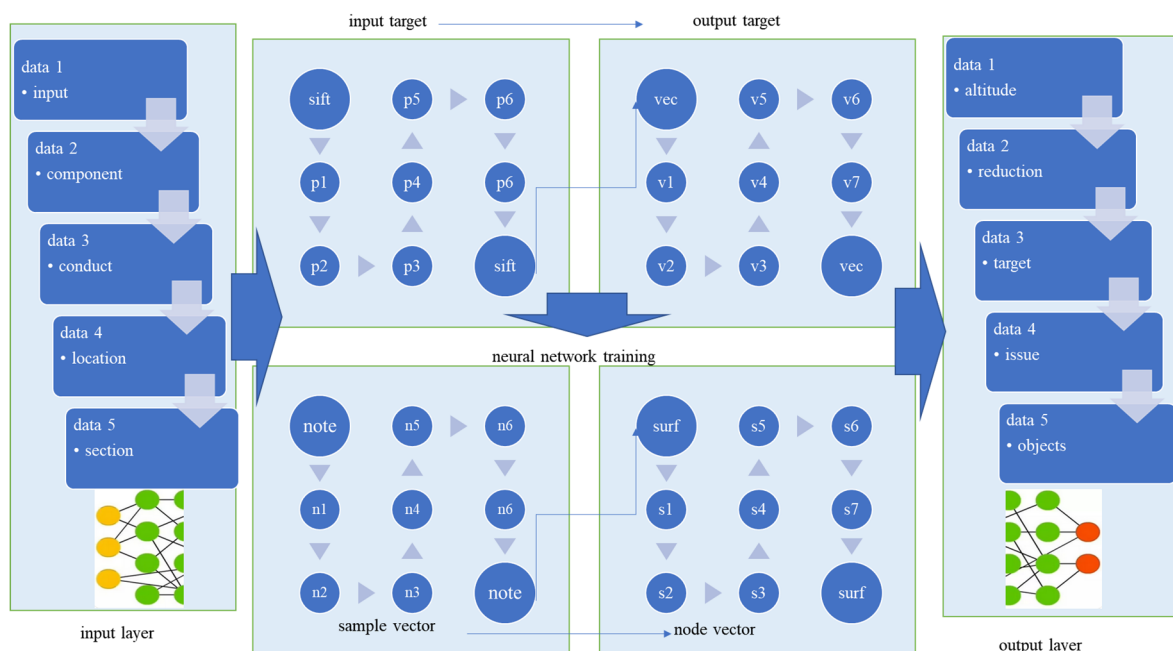 input target
output target
data 1
• input
data 2
• component
data 3
• conduct
data 4
• location
data 5
• section
input layer
sift
p5
p6
p1
p4
p6
p2
p3
sift
vec
v5
v6
v1
v4
v7
v2
v3
vec
neural network training
note
n5
n6
n1
n4
n6
n2
n3
note
sample vector
surf
s5
s6
s1
s4
s7
s2
s3
surf
node vector
data 1
• altitude
data 2
• reduction
data 3
• target
data 4
• issue
data 5
• objects
output layer